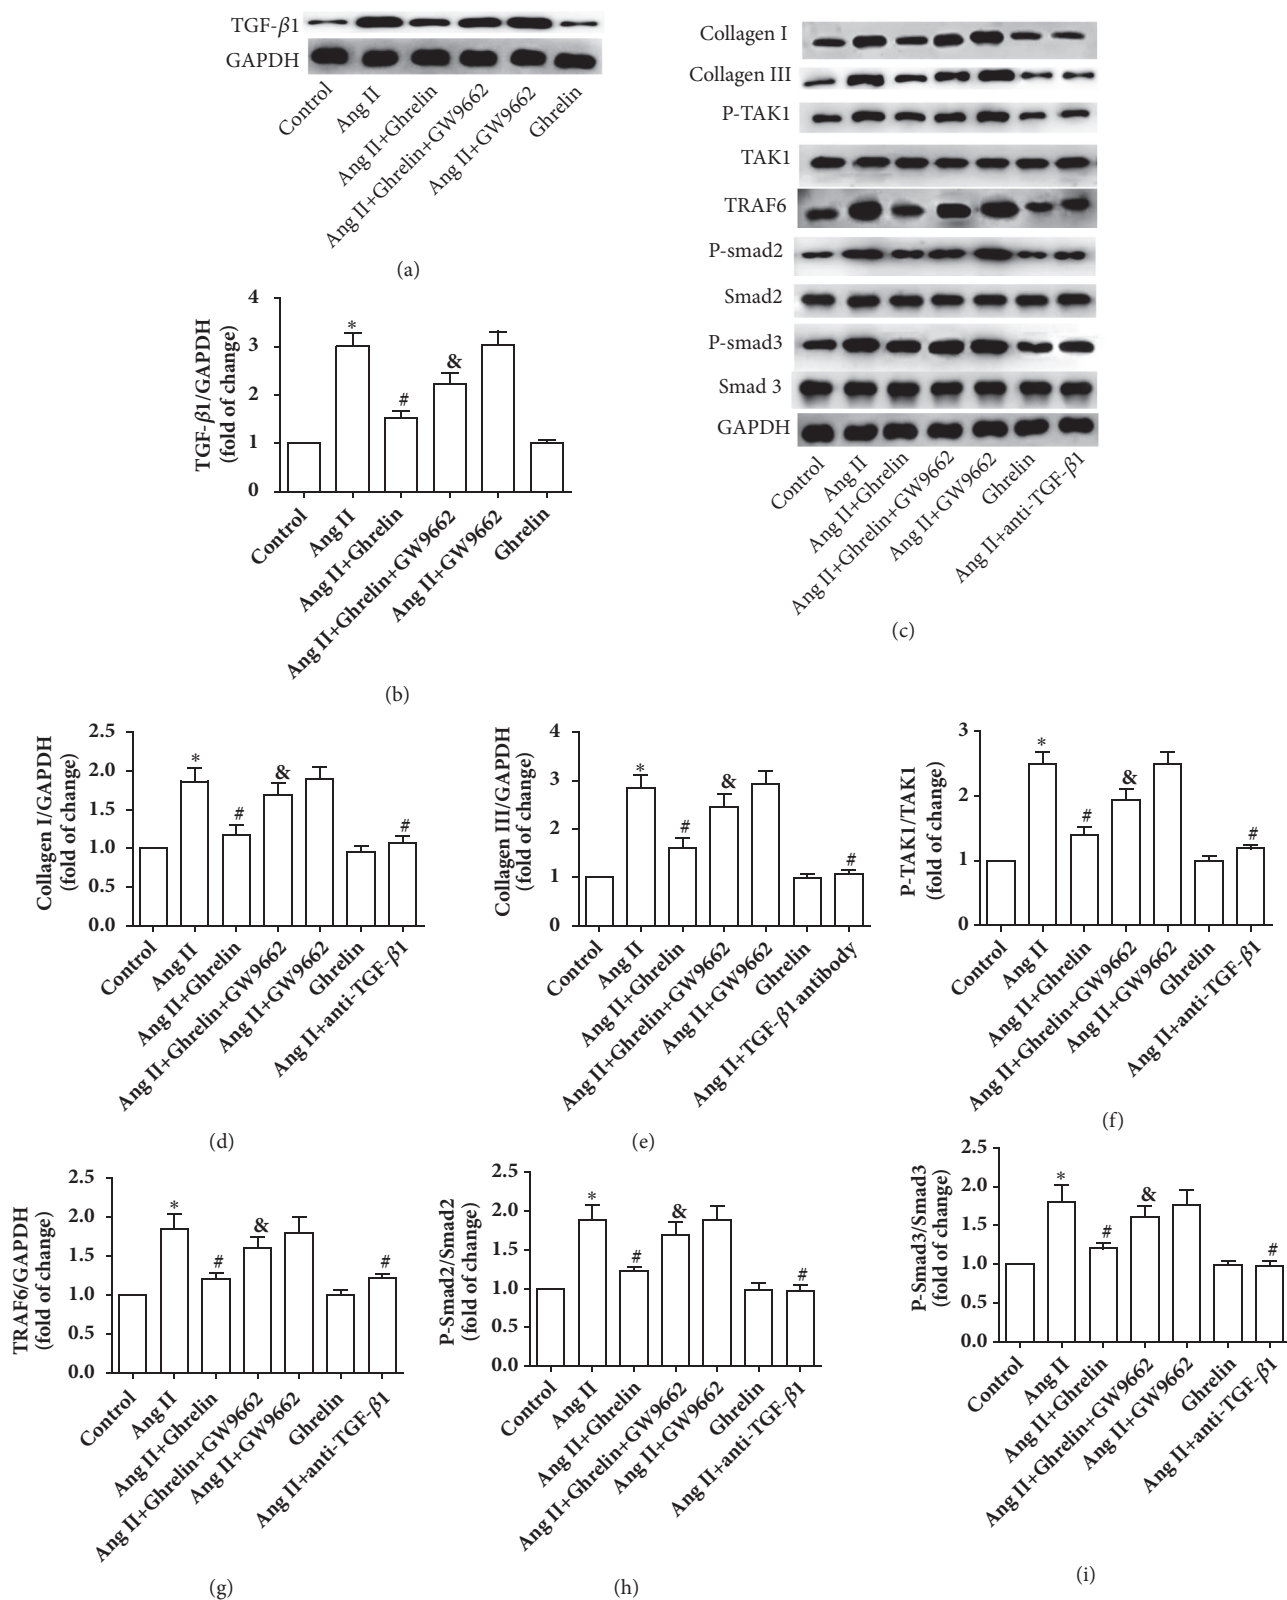 TGF-β1
GAPDH
Control
Ang II
Ang II+Ghrelin
Ang II+Ghrelin+GW9662
Ang II+GW9662
Ghrelin
(a)
TGF-β1/GAPDH
(fold of change)
4
3
2
1
0
*
#
&
Control
Ang II
Ang II+Ghrelin
Ang II+Ghrelin+GW9662
Ang II+GW9662
Ghrelin
(b)
Collagen I
Collagen III
P-TAK1
TAK1
TRAF6
P-smad2
Smad2
P-smad3
Smad 3
GAPDH
Control
Ang II
Ang II+Ghrelin
Ang II+Ghrelin+GW9662
Ang II+GW9662
Ghrelin
Ang II+anti-TGF-β1
(c)
Collagen I/GAPDH
(fold of change)
2.5
2.0
1.5
1.0
0.5
0.0
*
#
&
#
Control
Ang II
Ang II+Ghrelin
Ang II+Ghrelin+GW9662
Ang II+GW9662
Ghrelin
Ang II+anti-TGF-β1
(d)
Collagen III/GAPDH
(fold of change)
4
3
2
1
0
*
#
&
#
Control
Ang II
Ang II+Ghrelin
Ang II+Ghrelin+GW9662
Ang II+GW9662
Ghrelin
Ang II+TGF-β1 antibody
(e)
P-TAK1/TAK1
(fold of change)
3
2
1
0
*
#
&
#
Control
Ang II
Ang II+Ghrelin
Ang II+Ghrelin+GW9662
Ang II+GW9662
Ghrelin
Ang II+anti-TGF-β1
(f)
TRAF6/GAPDH
(fold of change)
2.5
2.0
1.5
1.0
0.5
0.0
*
#
&
#
Control
Ang II
Ang II+Ghrelin
Ang II+Ghrelin+GW9662
Ang II+GW9662
Ghrelin
Ang II+anti-TGF-β1
(g)
P-Smad2/Smad2
(fold of change)
2.5
2.0
1.5
1.0
0.5
0.0
*
#
&
#
Control
Ang II
Ang II+Ghrelin
Ang II+Ghrelin+GW9662
Ang II+GW9662
Ghrelin
Ang II+anti-TGF-β1
(h)
P-Smad3/Smad3
(fold of change)
2.5
2.0
1.5
1.0
0.5
0.0
*
#
&
#
Control
Ang II
Ang II+Ghrelin
Ang II+Ghrelin+GW9662
Ang II+GW9662
Ghrelin
Ang II+anti-TGF-β1
(i)